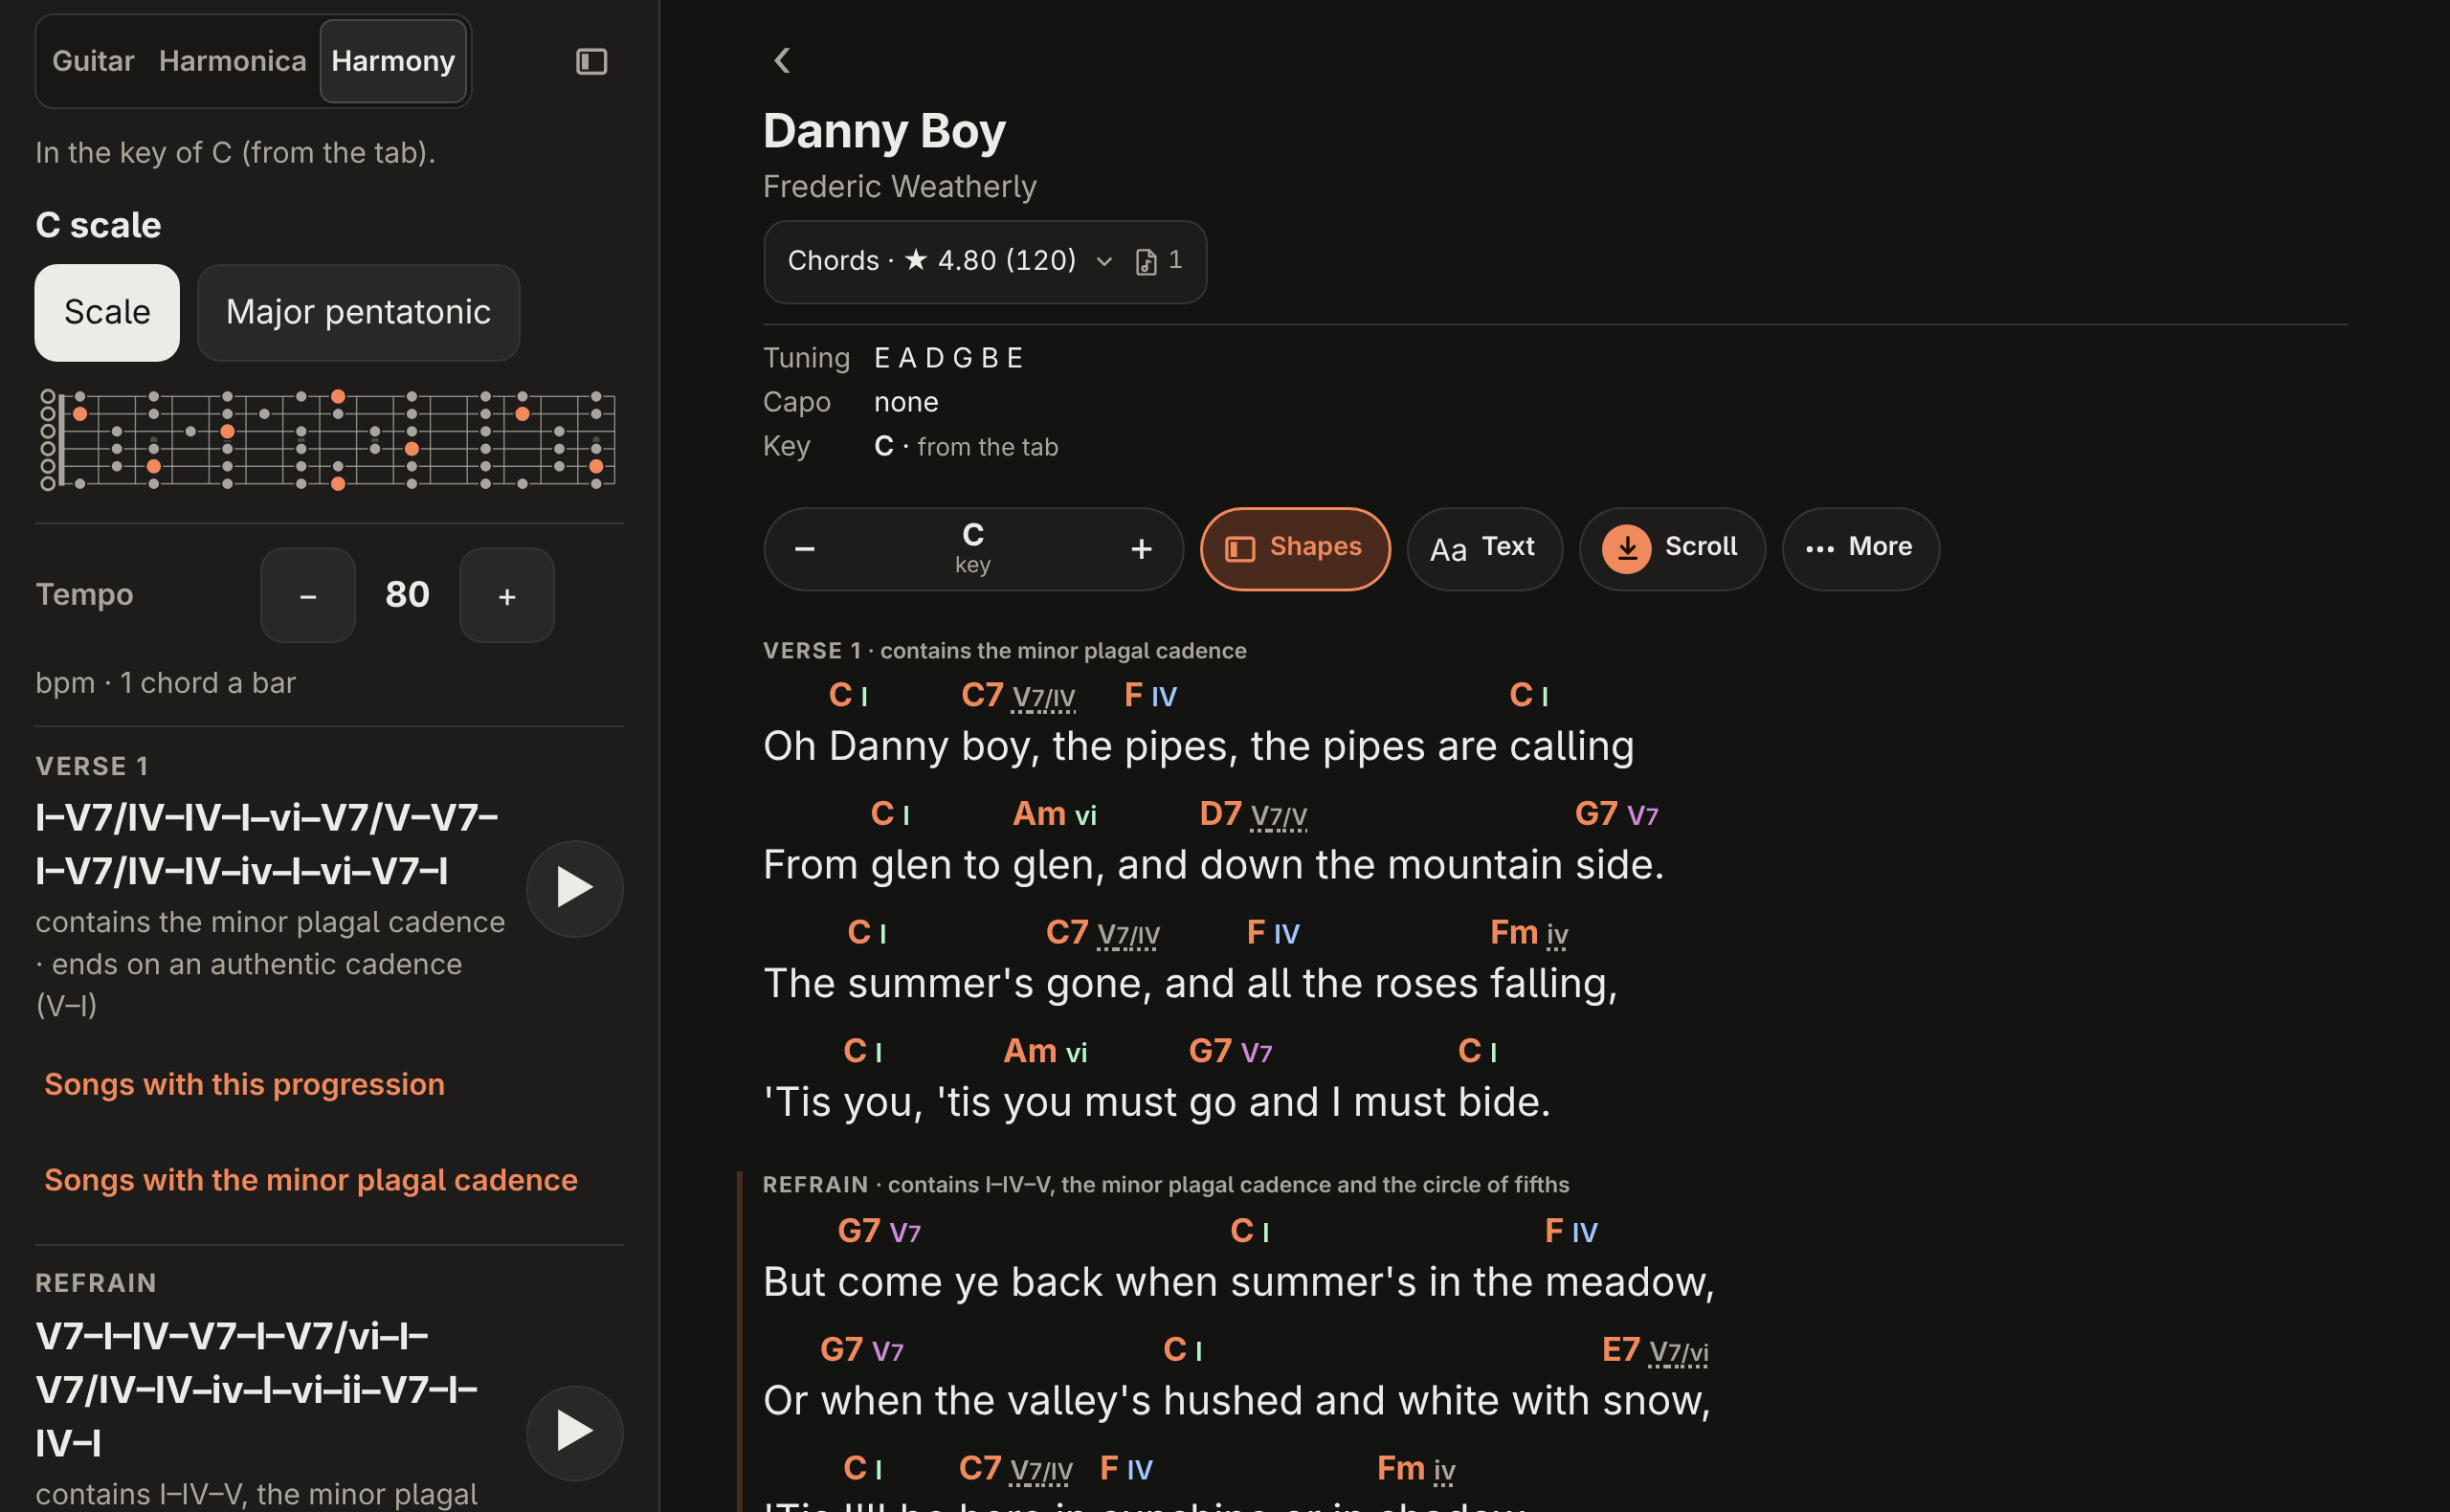 Guitar Harmonica Harmony
In the key of C (from the tab).
C scale
Scale Major pentatonic
Tempo − 80 +
bpm · 1 chord a bar
VERSE 1
I–V7/IV–IV–I–vi–V7/V–V7–
I–V7/IV–IV–iv–I–vi–V7–I
contains the minor plagal cadence
· ends on an authentic cadence
(V–I)
Songs with this progression
Songs with the minor plagal cadence
REFRAIN
V7–I–IV–V7–I–V7/vi–I–
V7/IV–IV–iv–I–vi–ii–V7–I–
IV–I
contains I–IV–V, the minor plagal
Danny Boy
Frederic Weatherly
Chords · ★ 4.80 (120) 1
Tuning E A D G B E
Capo none
Key C · from the tab
− C key + Shapes Aa Text Scroll More
VERSE 1 · contains the minor plagal cadence
C I C7 V7/IV F IV C I
Oh Danny boy, the pipes, the pipes are calling
C I Am vi D7 V7/V G7 V7
From glen to glen, and down the mountain side.
C I C7 V7/IV F IV Fm iv
The summer's gone, and all the roses falling,
C I Am vi G7 V7 C I
'Tis you, 'tis you must go and I must bide.
REFRAIN · contains I–IV–V, the minor plagal cadence and the circle of fifths
G7 V7 C I F IV
But come ye back when summer's in the meadow,
G7 V7 C I E7 V7/vi
Or when the valley's hushed and white with snow,
C I C7 V7/IV F IV Fm iv
'Tis I'll be here in sunshine or in shadow